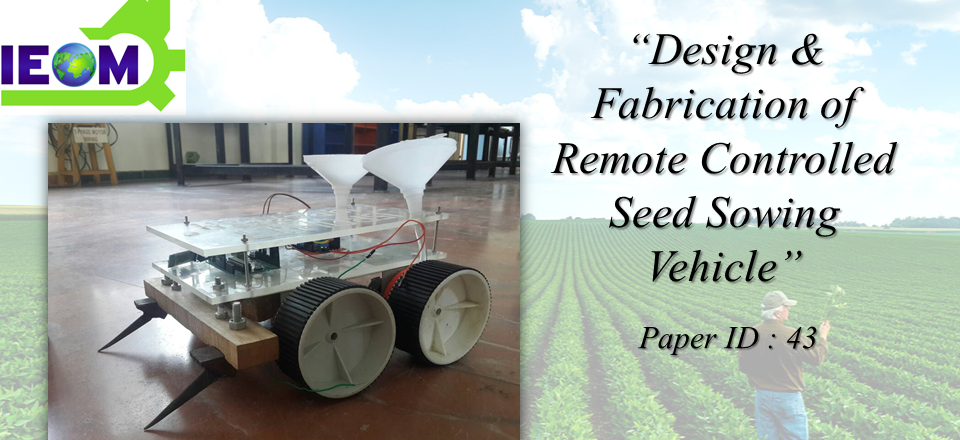 IEOM
“Design &
Fabrication of
Remote Controlled
Seed Sowing
Vehicle”
Paper ID : 43